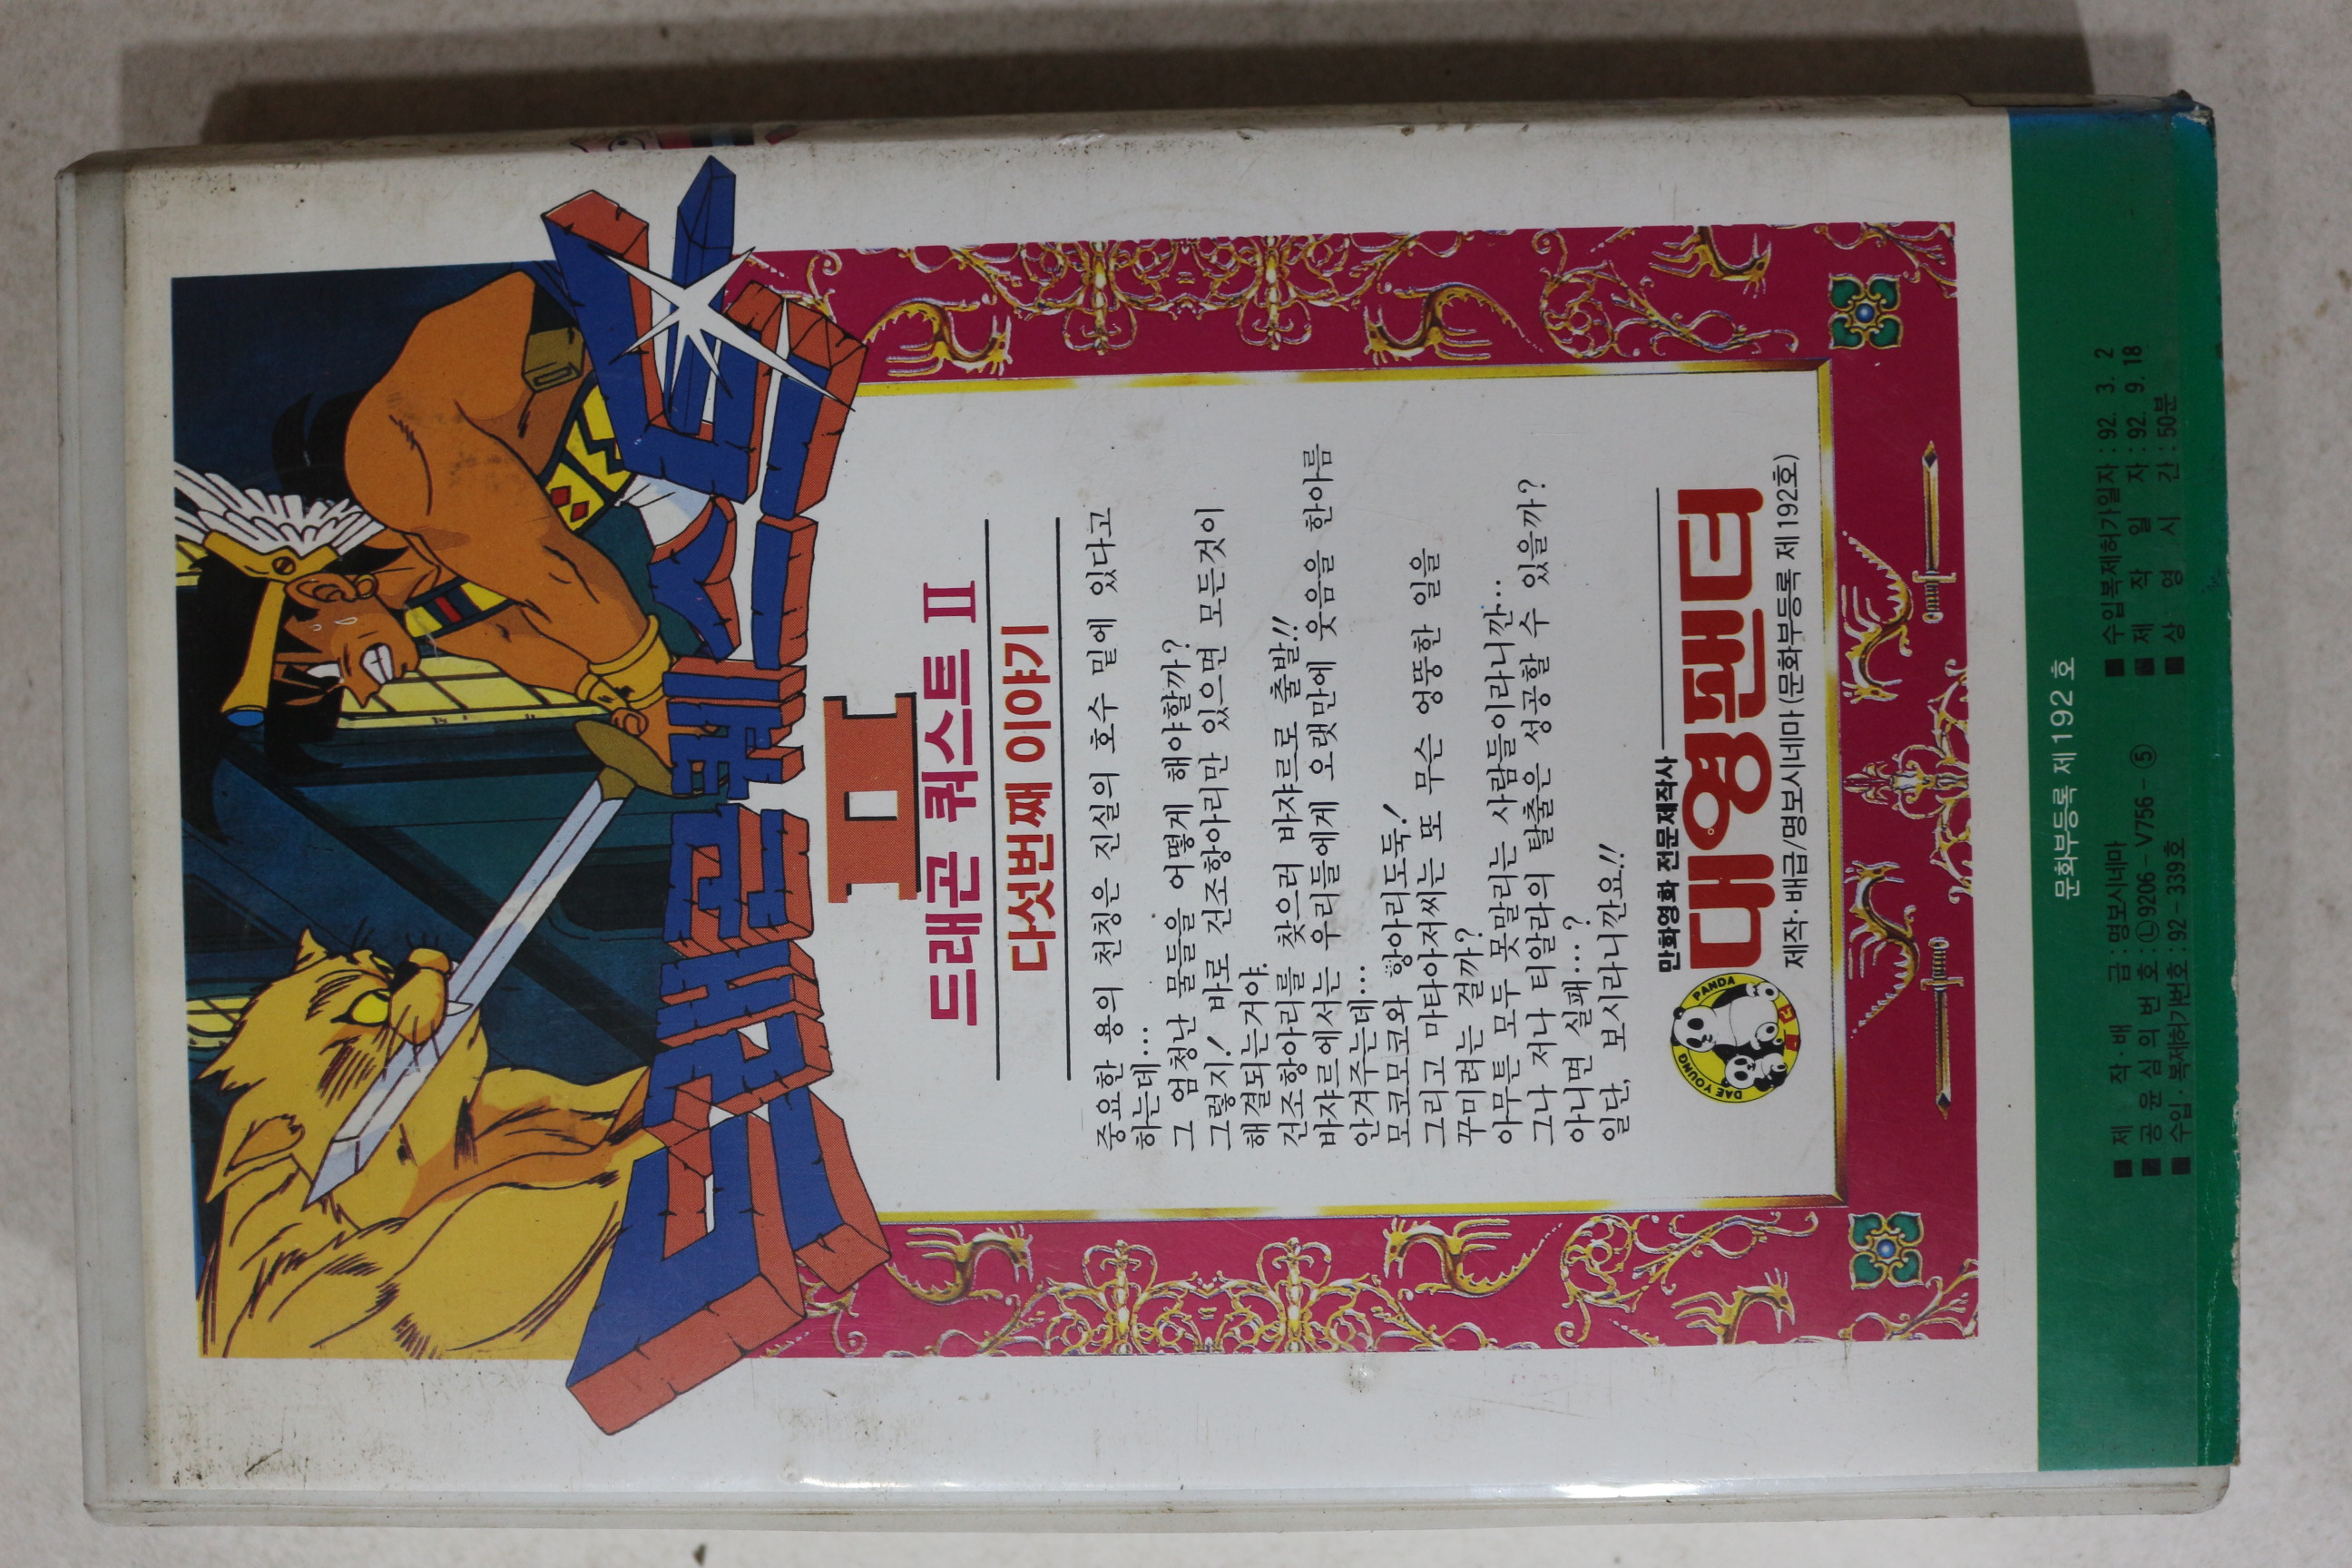 드래곤 퀘스트
II
드래곤 퀘스트 II
다섯번째 이야기
중요한 용의 천칭은 진실의 호수 밑에 있다고
하는데…
그 엄청난 물들을 어떻게 해야할까?
그렇지! 바로 건조항아리만 있으면 모든것이
해결되는거야.
건조항아리를 찾으러 바쟈르로 출발!!
바쟈르에서는 우리들에게 오랫만에 웃음을 한아름
안겨주는데…
모코모코와 항아리도둑!
그리고 마타아저씨는 또 무슨 엉뚱한 일을
꾸미려는 걸까?
아무튼 모두 못말리는 사람들이라니깐…
그나 저나 티알라의 탈출은 성공할 수 있을까?
아니면 실패…?
일단, 보시라니깐요!!
만화영화 전문제작사
대영팬더
DAE YOUNG PANDA
제작·배급/명보시네마 (문화부등록 제 192호)
문화부등록 제 192 호
■ 제 작·배 급:명보시네마
■ 공 윤 심 의 번 호:Ⓛ9206-V756-⑤
■ 수입·복제허가번호:92-339호
■ 수입복제허가일자:92. 3. 2
■ 제 작 일 자:92. 9. 18
■ 상 영 시 간:50분